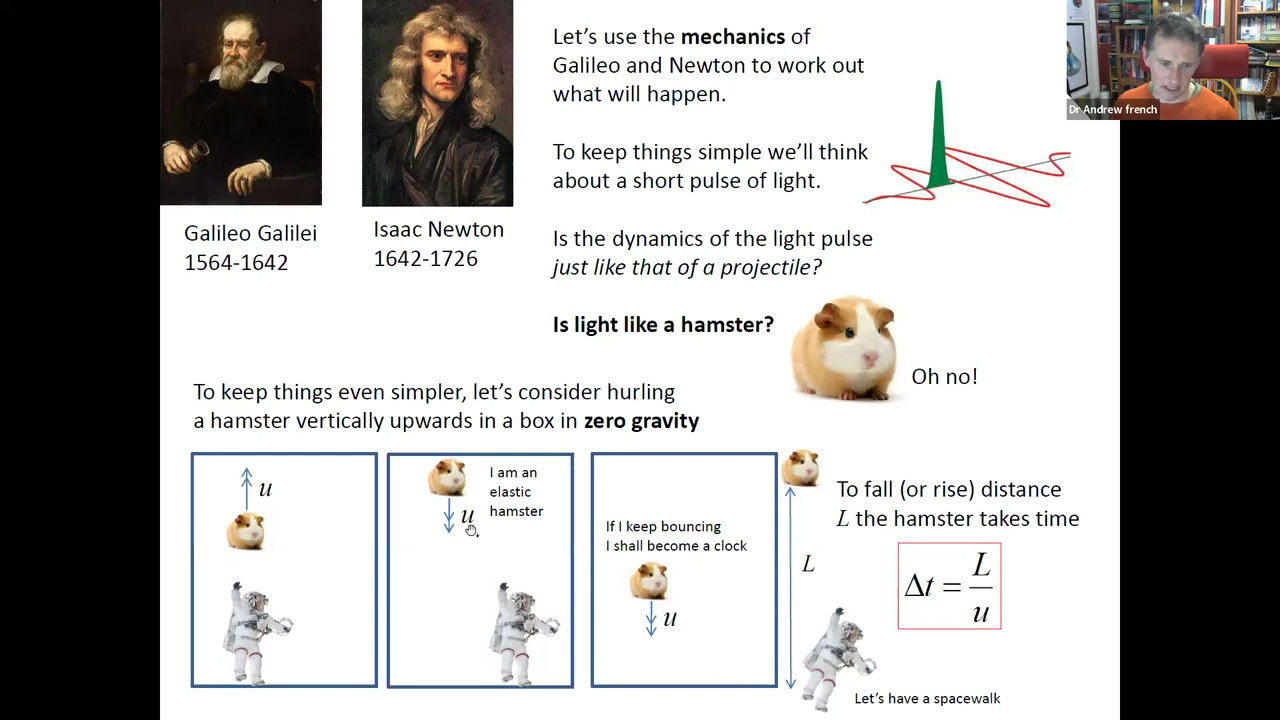 Galileo Galilei
1564-1642
Isaac Newton
1642-1726
Let's use the mechanics of
Galileo and Newton to work out
what will happen.
To keep things simple we'll think
about a short pulse of light.
Is the dynamics of the light pulse
just like that of a projectile?
Is light like a hamster?
Oh no!
Dr Andrew french
To keep things even simpler, let's consider hurling
a hamster vertically upwards in a box in zero gravity
u
I am an
elastic
hamster
u
If I keep bouncing
I shall become a clock
u
L
To fall (or rise) distance
L the hamster takes time
Δt = L/u
Let's have a spacewalk